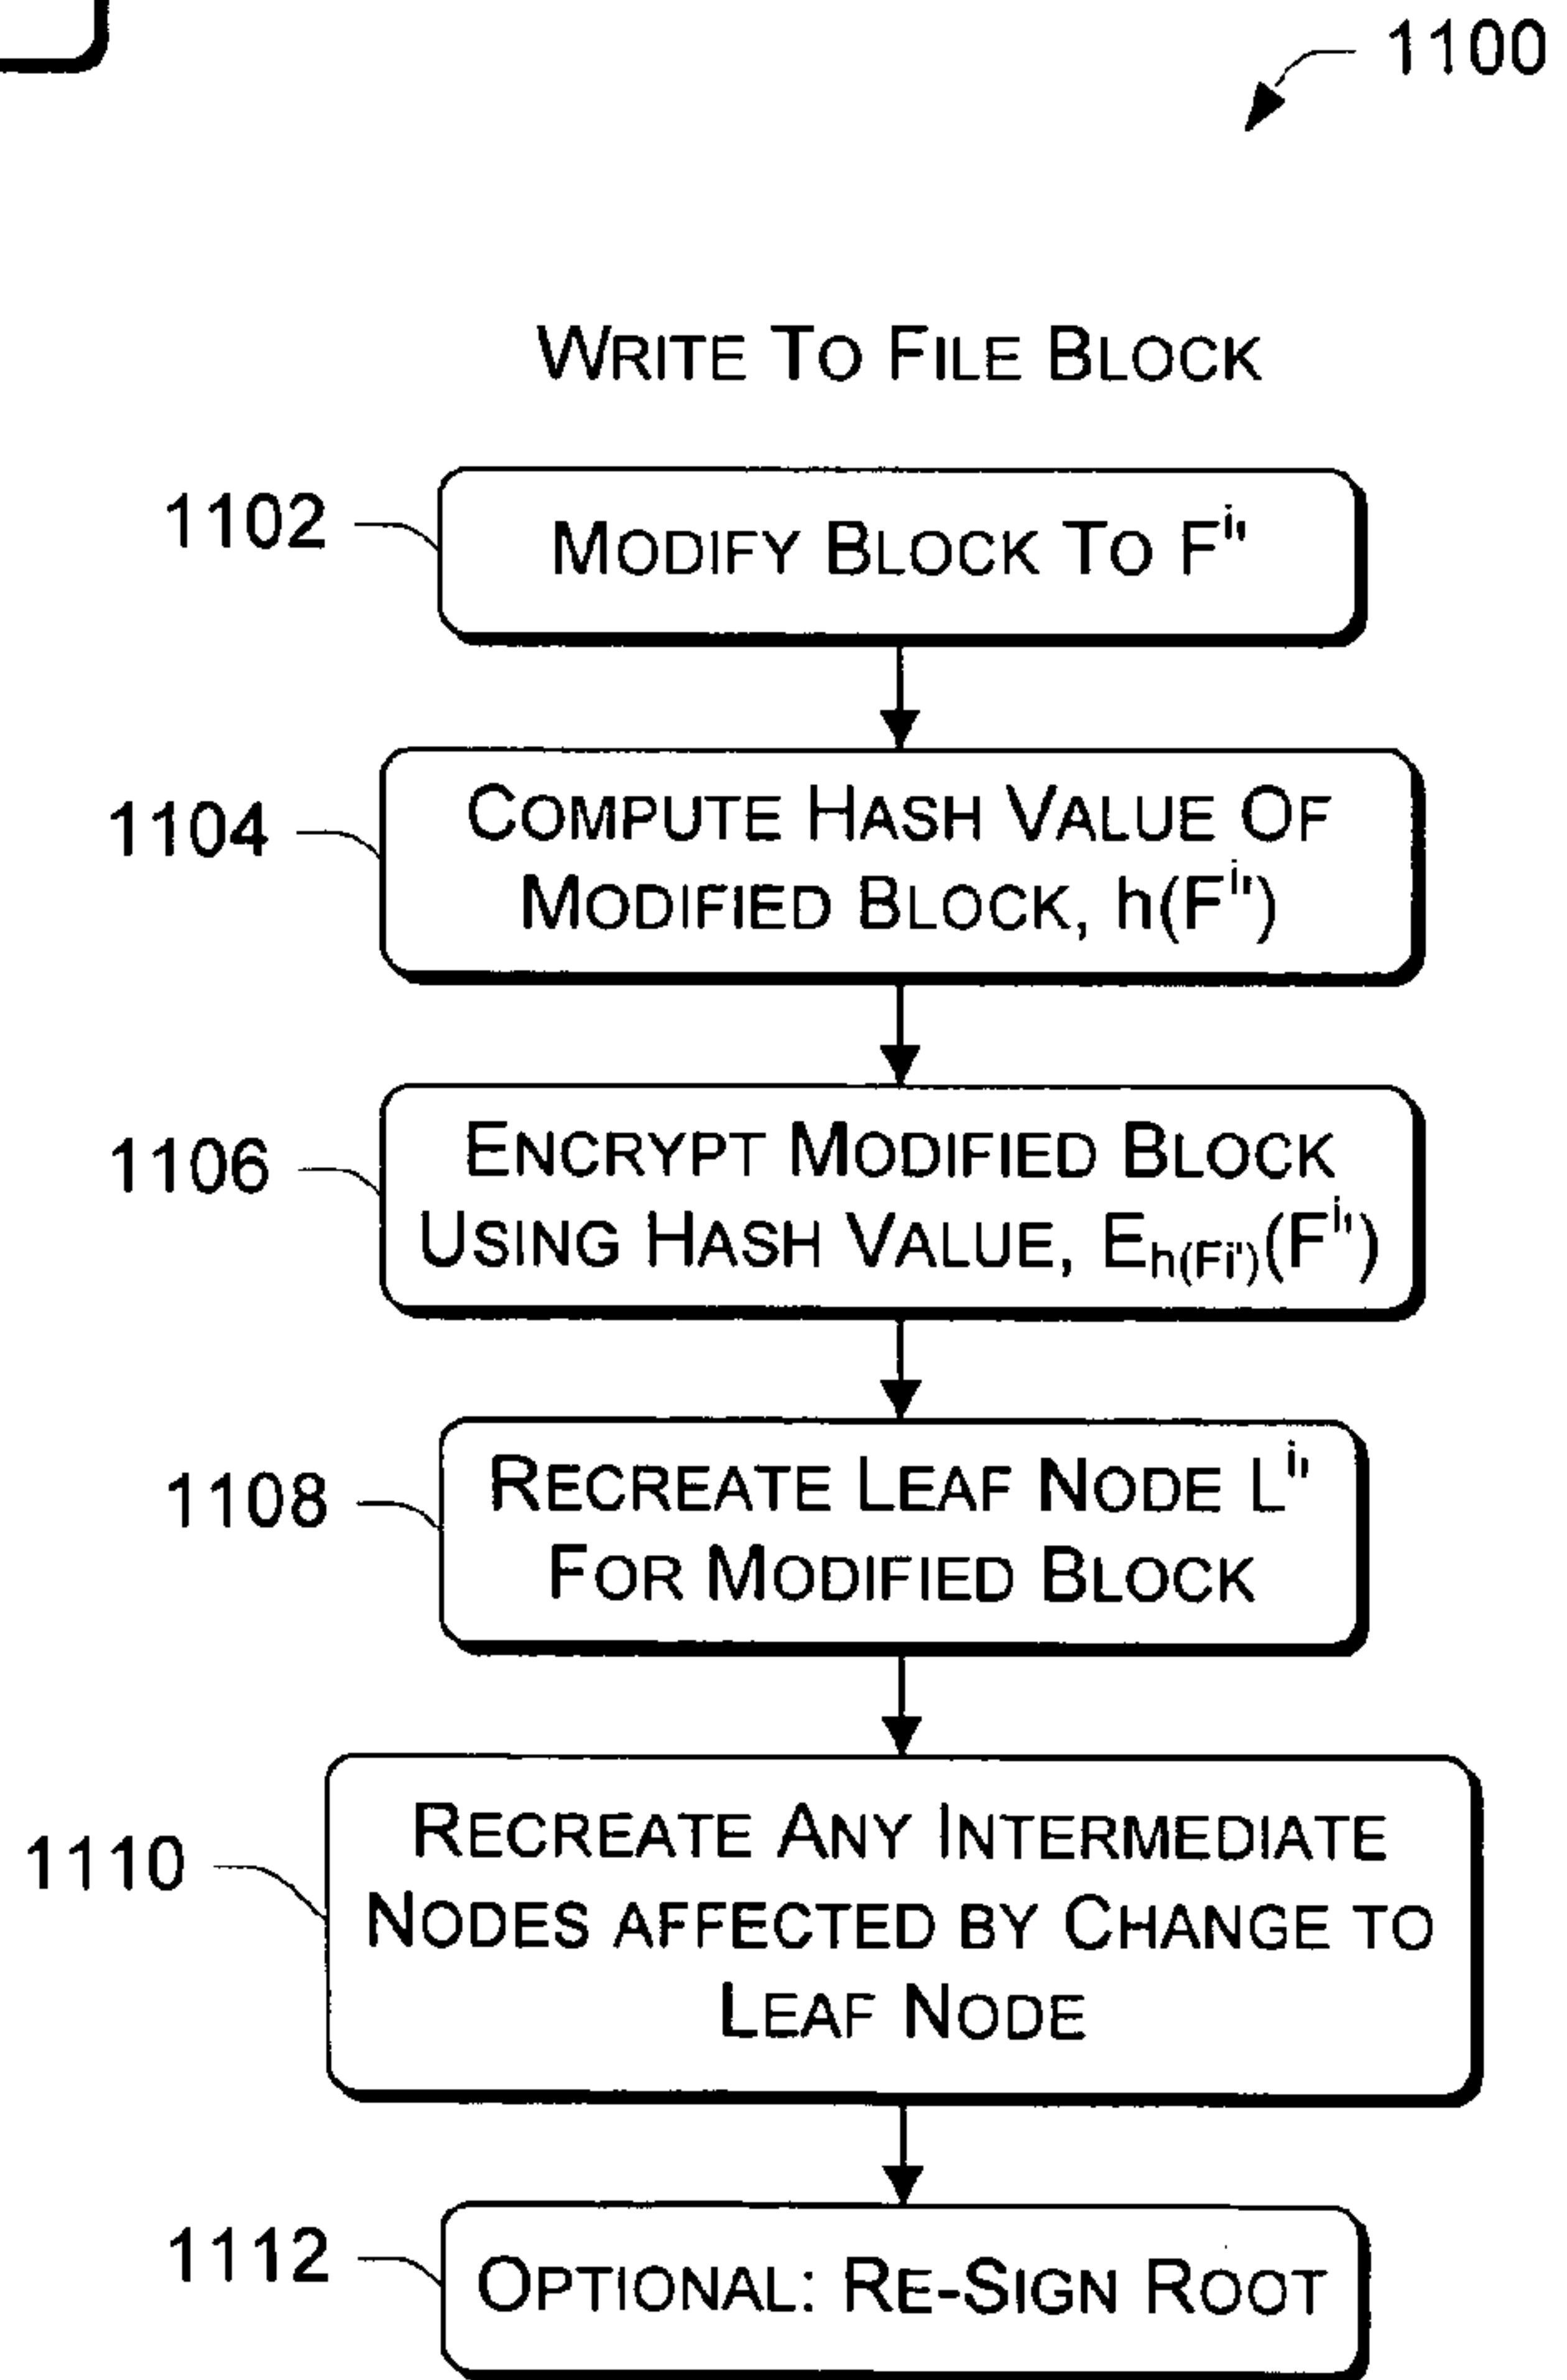 1100
WRITE TO FILE BLOCK
1102
MODIFY BLOCK TO Fⁱ'
1104
COMPUTE HASH VALUE OF
MODIFIED BLOCK, h(Fⁱ')
1106
ENCRYPT MODIFIED BLOCK
USING HASH VALUE, Eh(Fi')(Fⁱ')
1108
RECREATE LEAF NODE Lⁱ'
FOR MODIFIED BLOCK
1110
RECREATE ANY INTERMEDIATE
NODES AFFECTED BY CHANGE TO
LEAF NODE
1112
OPTIONAL: RE-SIGN ROOT